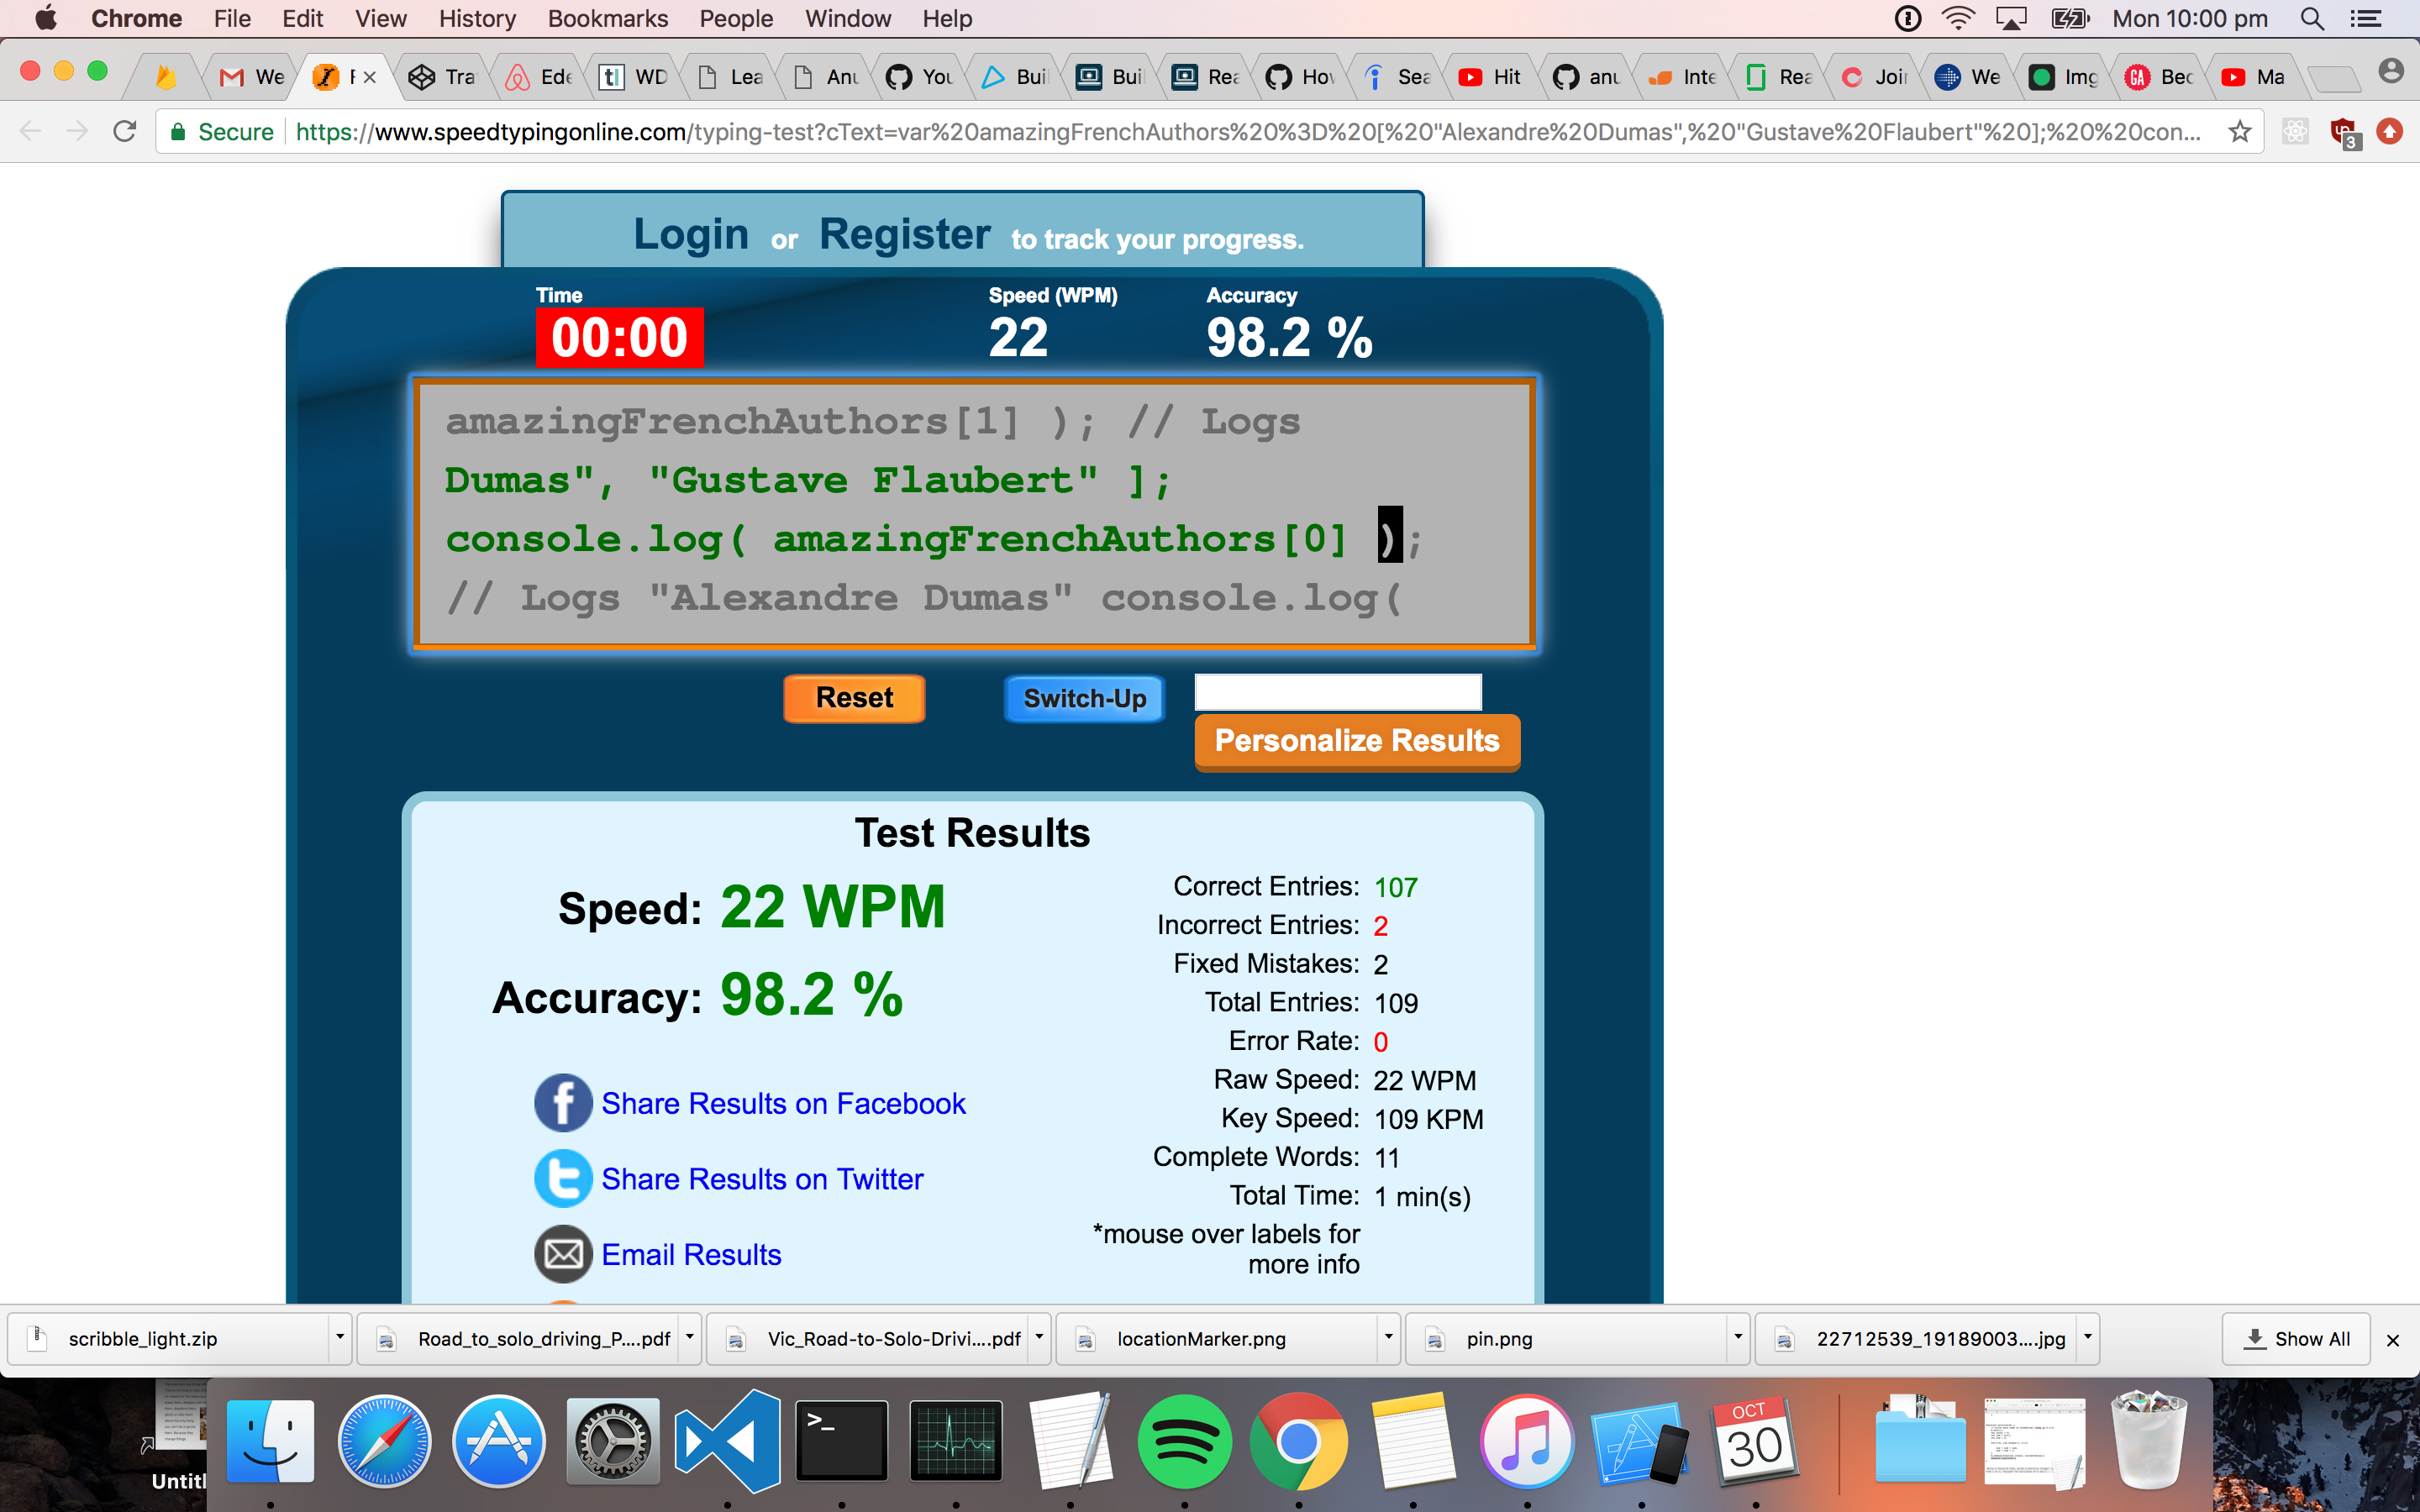 Chrome File Edit View History Bookmarks People Window Help Mon 10:00 pm
We F Tra Ede WD Lea Anu You Bui Bui Rea Hov Sea Hit anu Inte Rea Joi We Img Bec Ma
Secure https://www.speedtypingonline.com/typing-test?cText=var%20amazingFrenchAuthors%20%3D%20[%20"Alexandre%20Dumas",%20"Gustave%20Flaubert"%20];%20%20con... 3
Login or Register to track your progress.
Time Speed (WPM) Accuracy
00:00 22 98.2 %
amazingFrenchAuthors[1] ); // Logs
Dumas", "Gustave Flaubert" ];
console.log( amazingFrenchAuthors[0] );
// Logs "Alexandre Dumas" console.log(
Reset Switch-Up
Personalize Results
Test Results
Speed: 22 WPM
Accuracy: 98.2 %
Correct Entries: 107
Incorrect Entries: 2
Fixed Mistakes: 2
Total Entries: 109
Error Rate: 0
Raw Speed: 22 WPM
Key Speed: 109 KPM
Complete Words: 11
Total Time: 1 min(s)
*mouse over labels for
more info
Share Results on Facebook
Share Results on Twitter
Email Results
scribble_light.zip Road_to_solo_driving_P....pdf Vic_Road-to-Solo-Drivi....pdf locationMarker.png pin.png 22712539_19189003....jpg Show All
Untitl
OCT
30